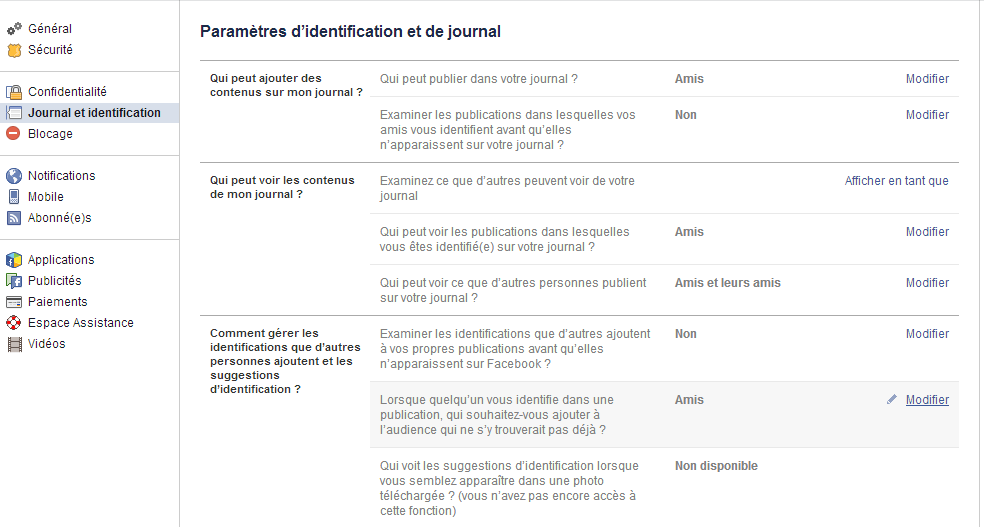 Général
Sécurité
Confidentialité
Journal et identification
Blocage
Notifications
Mobile
Abonné(e)s
Applications
Publicités
Paiements
Espace Assistance
Vidéos
Paramètres d'identification et de journal
Qui peut ajouter des
contenus sur mon journal ?
Qui peut publier dans votre journal ?
Amis
Modifier
Examiner les publications dans lesquelles vos
amis vous identifient avant qu'elles
n'apparaissent sur votre journal ?
Non
Modifier
Qui peut voir les contenus
de mon journal ?
Examinez ce que d'autres peuvent voir de votre
journal
Afficher en tant que
Qui peut voir les publications dans lesquelles
vous êtes identifié(e) sur votre journal ?
Amis
Modifier
Qui peut voir ce que d'autres personnes publient
sur votre journal ?
Amis et leurs amis
Modifier
Comment gérer les
identifications que d'autres
personnes ajoutent et les
suggestions
d'identification ?
Examiner les identifications que d'autres ajoutent
à vos propres publications avant qu'elles
n'apparaissent sur Facebook ?
Non
Modifier
Lorsque quelqu'un vous identifie dans une
publication, qui souhaitez-vous ajouter à
l'audience qui ne s'y trouverait pas déjà ?
Amis
Modifier
Qui voit les suggestions d'identification lorsque
vous semblez apparaître dans une photo
téléchargée ? (vous n'avez pas encore accès à
cette fonction)
Non disponible